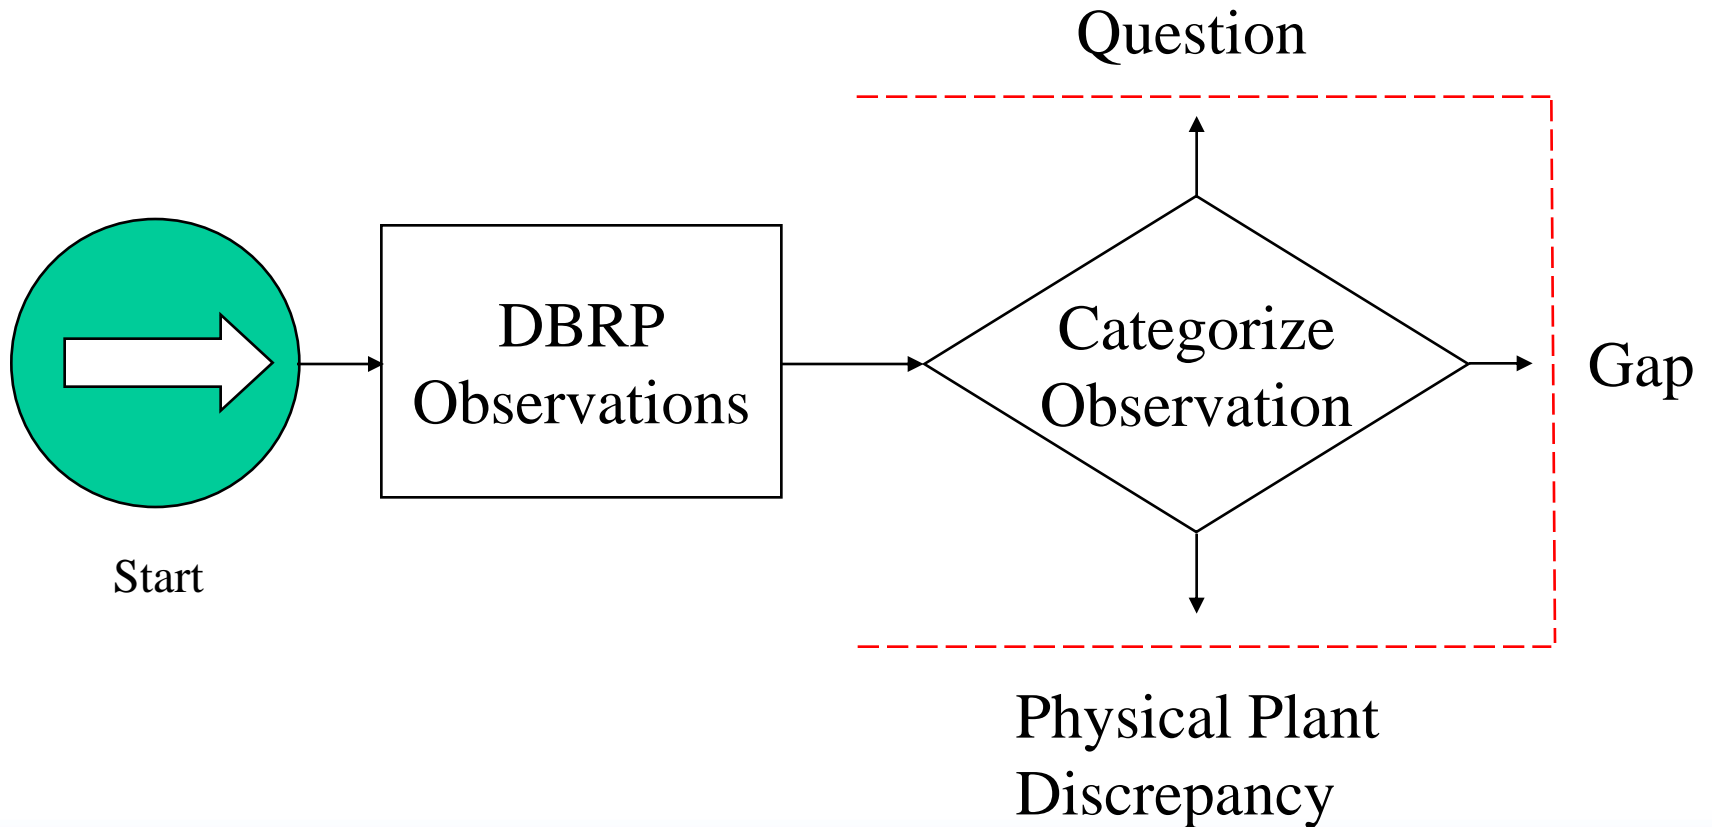 Question
DBRP
Observations
Categorize
Observation
Gap
Start
Physical Plant
Discrepancy